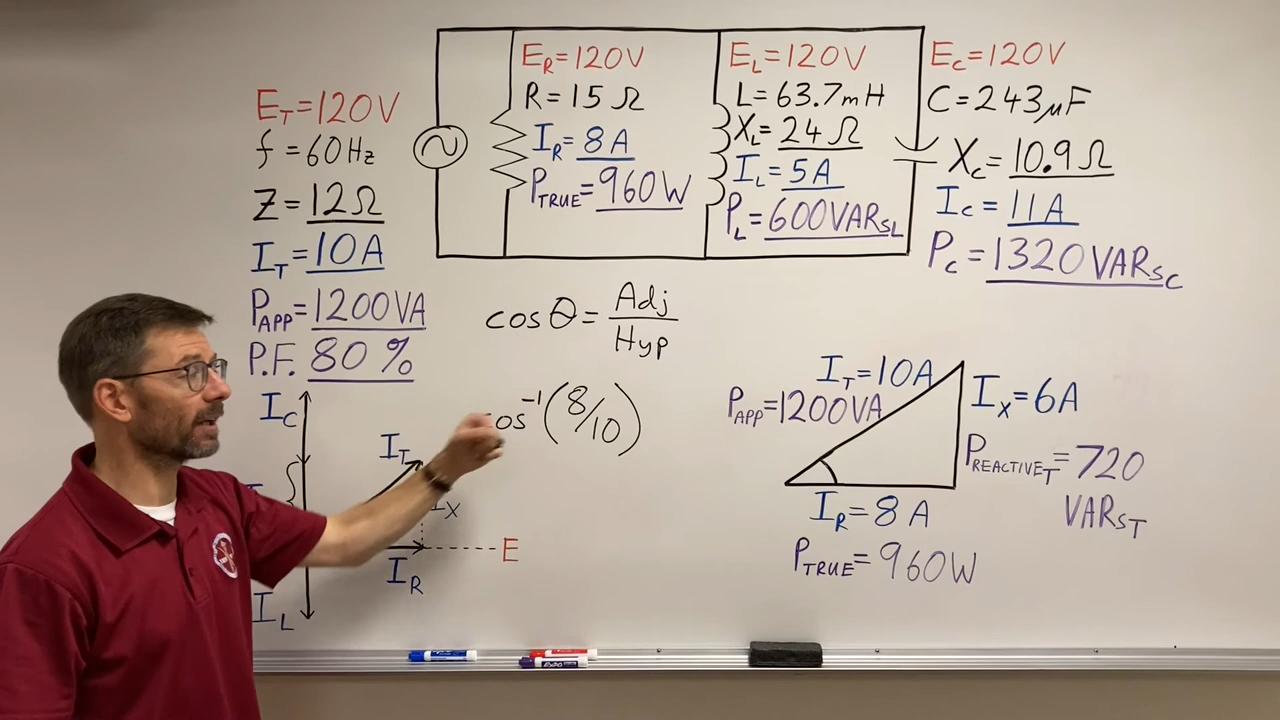 E_T=120V
f=60Hz
Z=12Ω
I_T=10A
P_APP=1200VA
P.F. 80%
E_R=120V
R=15Ω
I_R=8A
P_TRUE=960W
E_L=120V
L=63.7mH
X_L=24Ω
I_L=5A
P_L=600VARS_L
E_C=120V
C=243μF
X_C=10.9Ω
I_C=11A
P_C=1320VARS_C
cosθ=Adj/Hyp
cos⁻¹(8/10)
I_C
I_T
I_X
E
I_R
I_L
I_T=10A
P_APP=1200VA
I_X=6A
P_REACTIVE_T=720
VARS_T
I_R=8A
P_TRUE=960W
EXPO